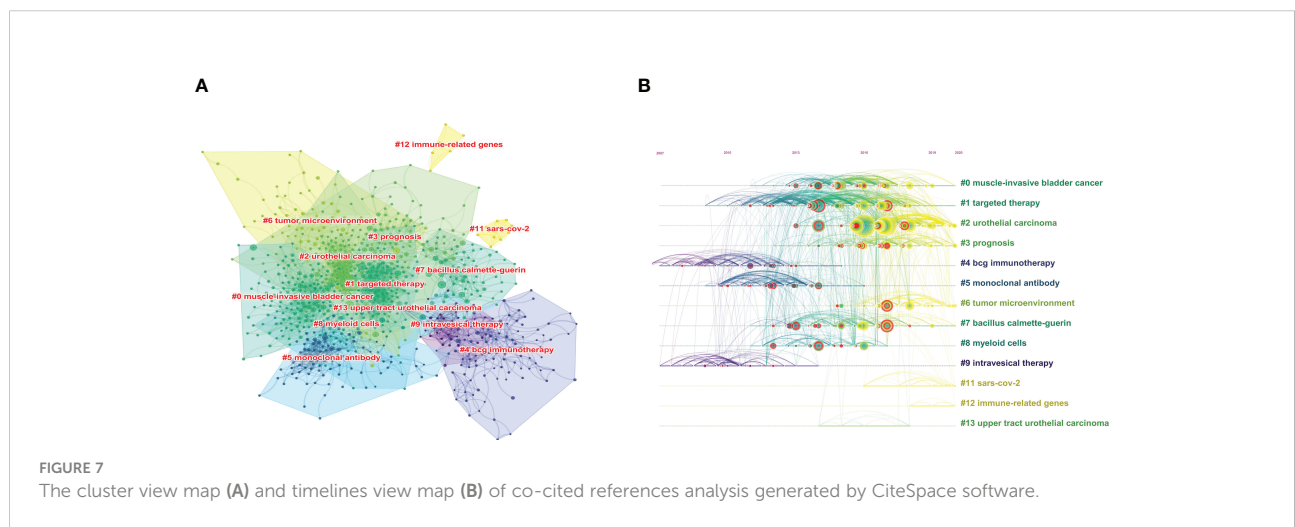 A
B
#12 immune-related genes
#6 tumor microenvironment
#3 prognosis
#11 sars-cov-2
#2 urothelial carcinoma
#7 bacillus calmette-guerin
#1 targeted therapy
#0 muscle-invasive bladder cancer
#13 upper tract urothelial carcinoma
#8 myeloid cells
#9 intravesical therapy
#4 bcg immunotherapy
#5 monoclonal antibody
#0 muscle-invasive bladder cancer
#1 targeted therapy
#2 urothelial carcinoma
#3 prognosis
#4 bcg immunotherapy
#5 monoclonal antibody
#6 tumor microenvironment
#7 bacillus calmette-guerin
#8 myeloid cells
#9 intravesical therapy
#11 sars-cov-2
#12 immune-related genes
#13 upper tract urothelial carcinoma
FIGURE 7
The cluster view map (A) and timelines view map (B) of co-cited references analysis generated by CiteSpace software.